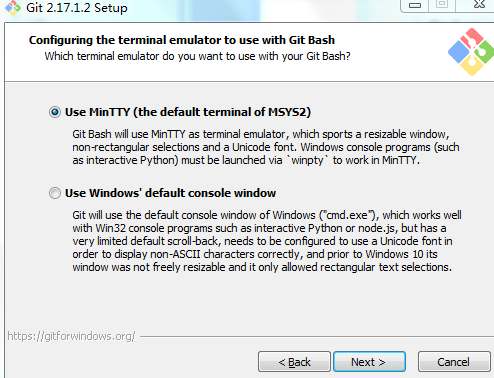 Git 2.17.1.2 Setup
Configuring the terminal emulator to use with Git Bash
Which terminal emulator do you want to use with your Git Bash?
Use MinTTY (the default terminal of MSYS2)
Git Bash will use MinTTY as terminal emulator, which sports a resizable window,
non-rectangular selections and a Unicode font. Windows console programs (such
as interactive Python) must be launched via `winpty` to work in MinTTY.
Use Windows' default console window
Git will use the default console window of Windows ("cmd.exe"), which works well
with Win32 console programs such as interactive Python or node.js, but has a
very limited default scroll-back, needs to be configured to use a Unicode font in
order to display non-ASCII characters correctly, and prior to Windows 10 its
window was not freely resizable and it only allowed rectangular text selections.
https://gitforwindows.org/
< Back
Next >
Cancel